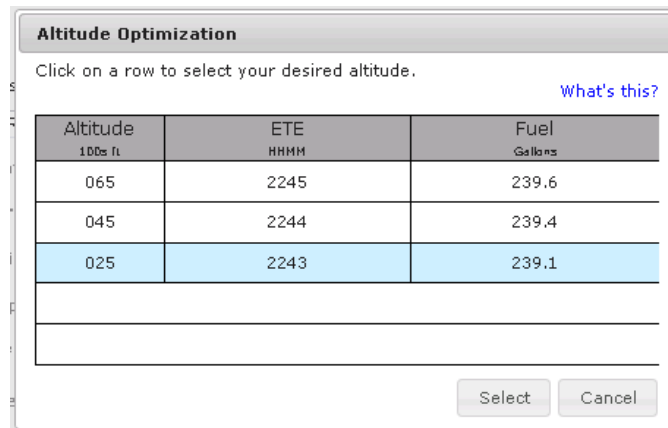 Altitude Optimization
Click on a row to select your desired altitude.
What's this?
Altitude ETE Fuel
100s ft HHMM Gallons
065 2245 239.6
045 2244 239.4
025 2243 239.1
Select Cancel